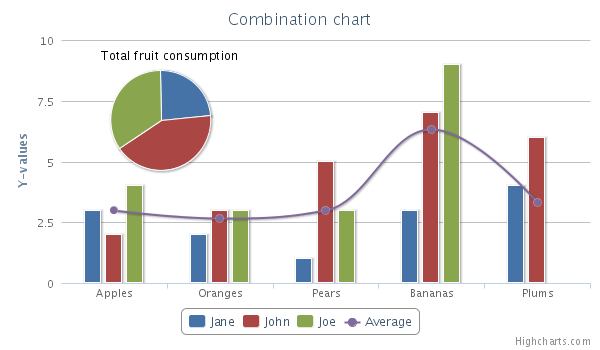 Combination chart
Total fruit consumption
Y-values
10
7.5
5
2.5
0
Apples Oranges Pears Bananas Plums
Jane John Joe Average
Highcharts.com